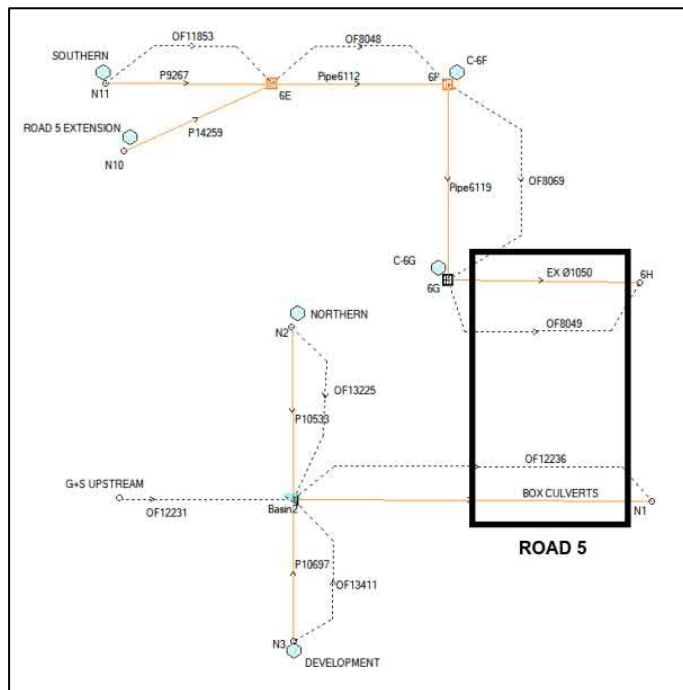 OF11853
OF8048
SOUTHERN
C-6F
P9267
Pipe6112
6F
N11
6E
ROAD 5 EXTENSION
P14259
N10
OF8069
Pipe6119
C-6G
EX Ø1050
6H
6G
NORTHERN
OF8049
N2
OF13225
P10533
OF12236
G+S UPSTREAM
BOX CULVERTS
OF12231
Basin2
N1
ROAD 5
P10697
OF13411
N3
DEVELOPMENT